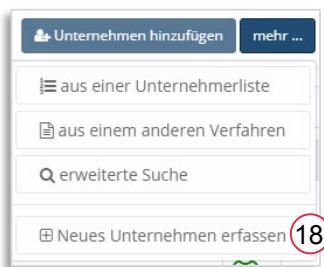 Unternehmen hinzufügen mehr ...
aus einer Unternehmerliste
aus einem anderen Verfahren
erweiterte Suche
Neues Unternehmen erfassen 18